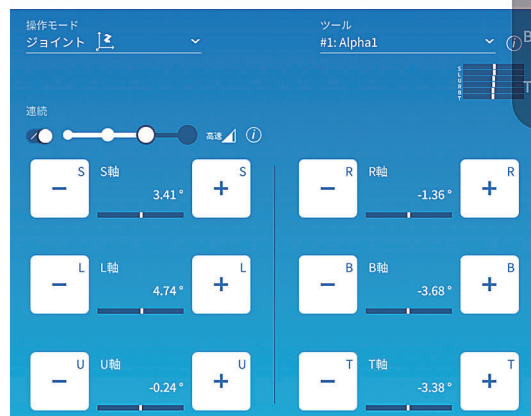 操作モード
ジョイント
ツール
#1: Alpha1
S
L
U
R
B
T
連続
高速
S S軸 3.41 ° S
R R軸 -1.36 ° R
L L軸 4.74 ° L
B B軸 -3.68 ° B
U U軸 -0.24 ° U
T T軸 -3.38 ° T
B
T